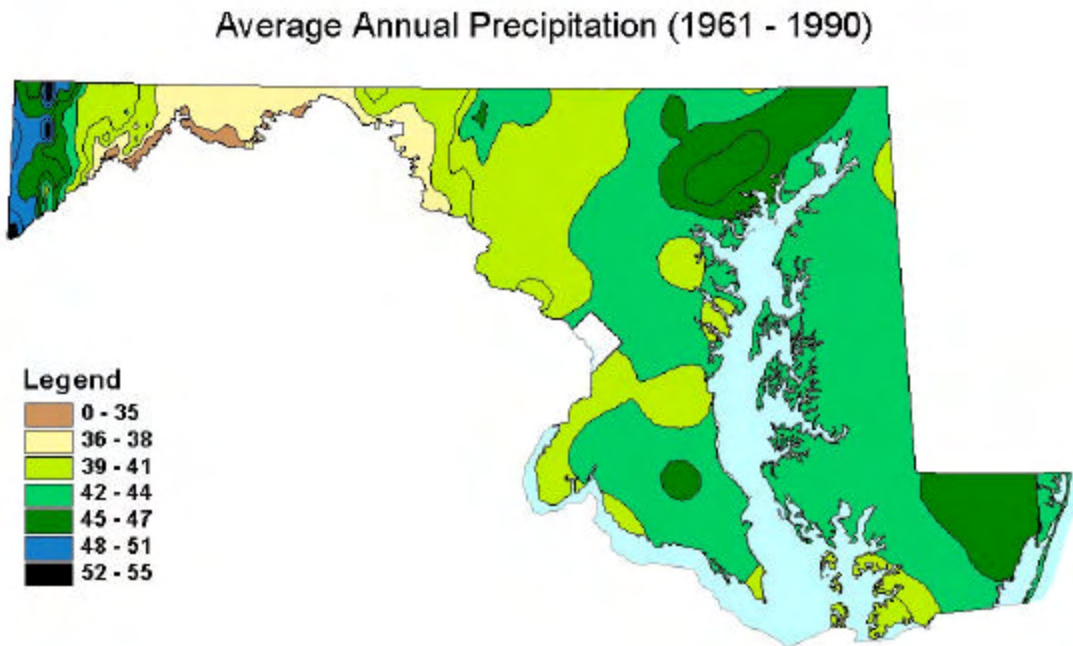 Average Annual Precipitation (1961 - 1990)
Legend
0 - 35
36 - 38
39 - 41
42 - 44
45 - 47
48 - 51
52 - 55